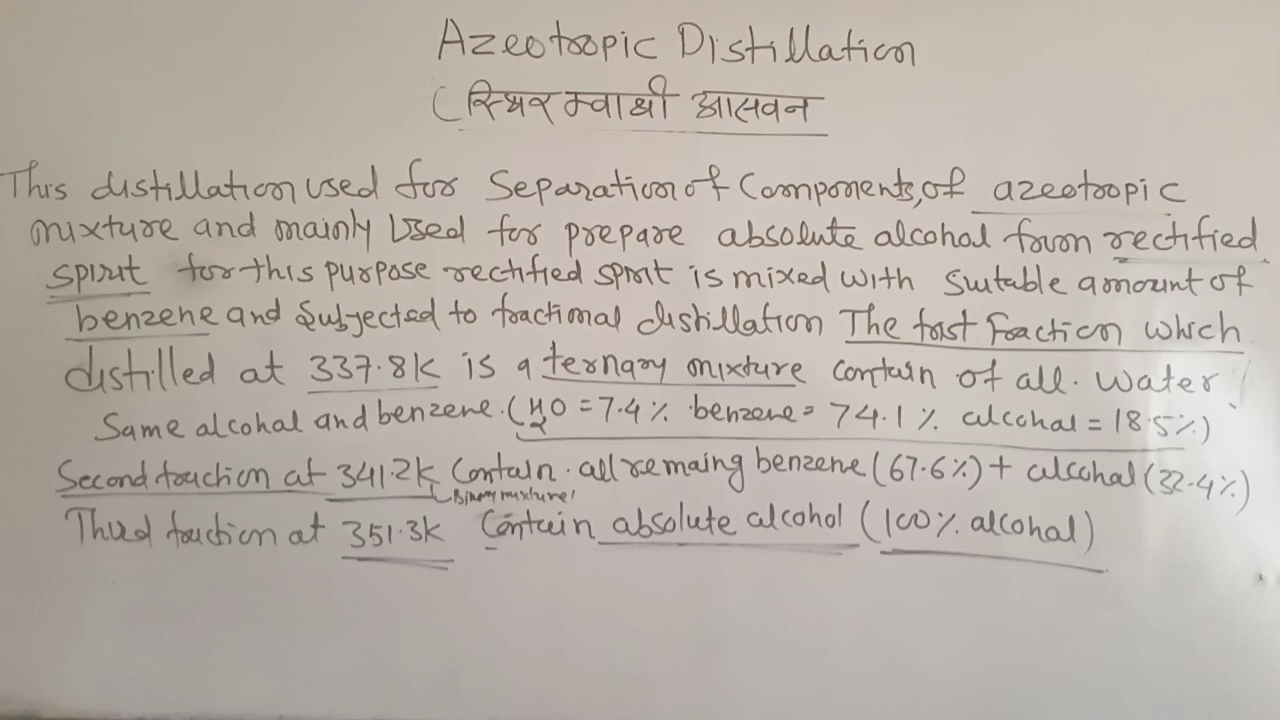 Azeotropic Distillation
(स्थिर क्वाथी आसवन
This distillation used for Separation of Components, of azeotropic
mixture and mainly Used for prepare absolute alcohal from rectified
spirit for this purpose rectified spirit is mixed with Suitable amount of
benzene and Subjected to fractional distillation The first Fraction which
distilled at 337.8K is a ternary mixture contain of all. Water
Same alcohal and benzene. (H2O = 7.4% benzene = 74.1% alcohal = 18.5%)
Second fraction at 341.2K Contain. all remaing benzene (67.6%) + alcohal (32.4%)
Binary mixture
Third fraction at 351.3K Contain absolute alcohol (100% alcohal)